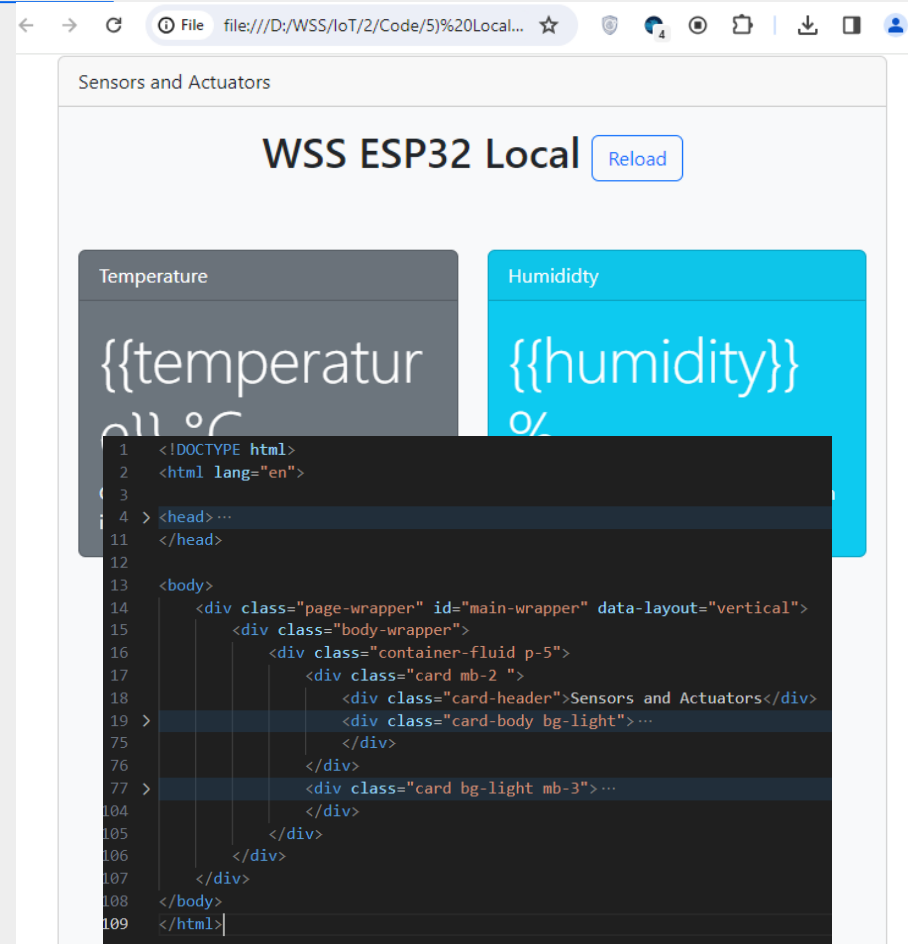 File file:///D:/WSS/IoT/2/Code/5)%20Local...
4
Sensors and Actuators
WSS ESP32 Local Reload
Temperature
{{temperatur
e}} °C
Humididty
{{humidity}}
%
1 <!DOCTYPE html>
2 <html lang="en">
3
4 <head>···
11 </head>
12
13 <body>
14 <div class="page-wrapper" id="main-wrapper" data-layout="vertical">
15 <div class="body-wrapper">
16 <div class="container-fluid p-5">
17 <div class="card mb-2 ">
18 <div class="card-header">Sensors and Actuators</div>
19 <div class="card-body bg-light">···
75 </div>
76 </div>
77 <div class="card bg-light mb-3">···
104 </div>
105 </div>
106 </div>
107 </div>
108 </body>
109 </html>